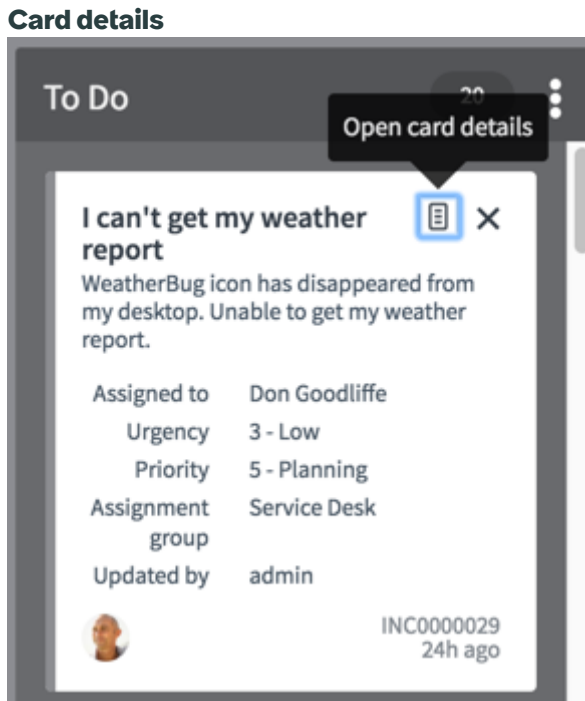 Card details
To Do
20
Open card details
I can't get my weather
report
WeatherBug icon has disappeared from
my desktop. Unable to get my weather
report.
Assigned to Don Goodliffe
Urgency 3 - Low
Priority 5 - Planning
Assignment Service Desk
group
Updated by admin
INC0000029
24h ago